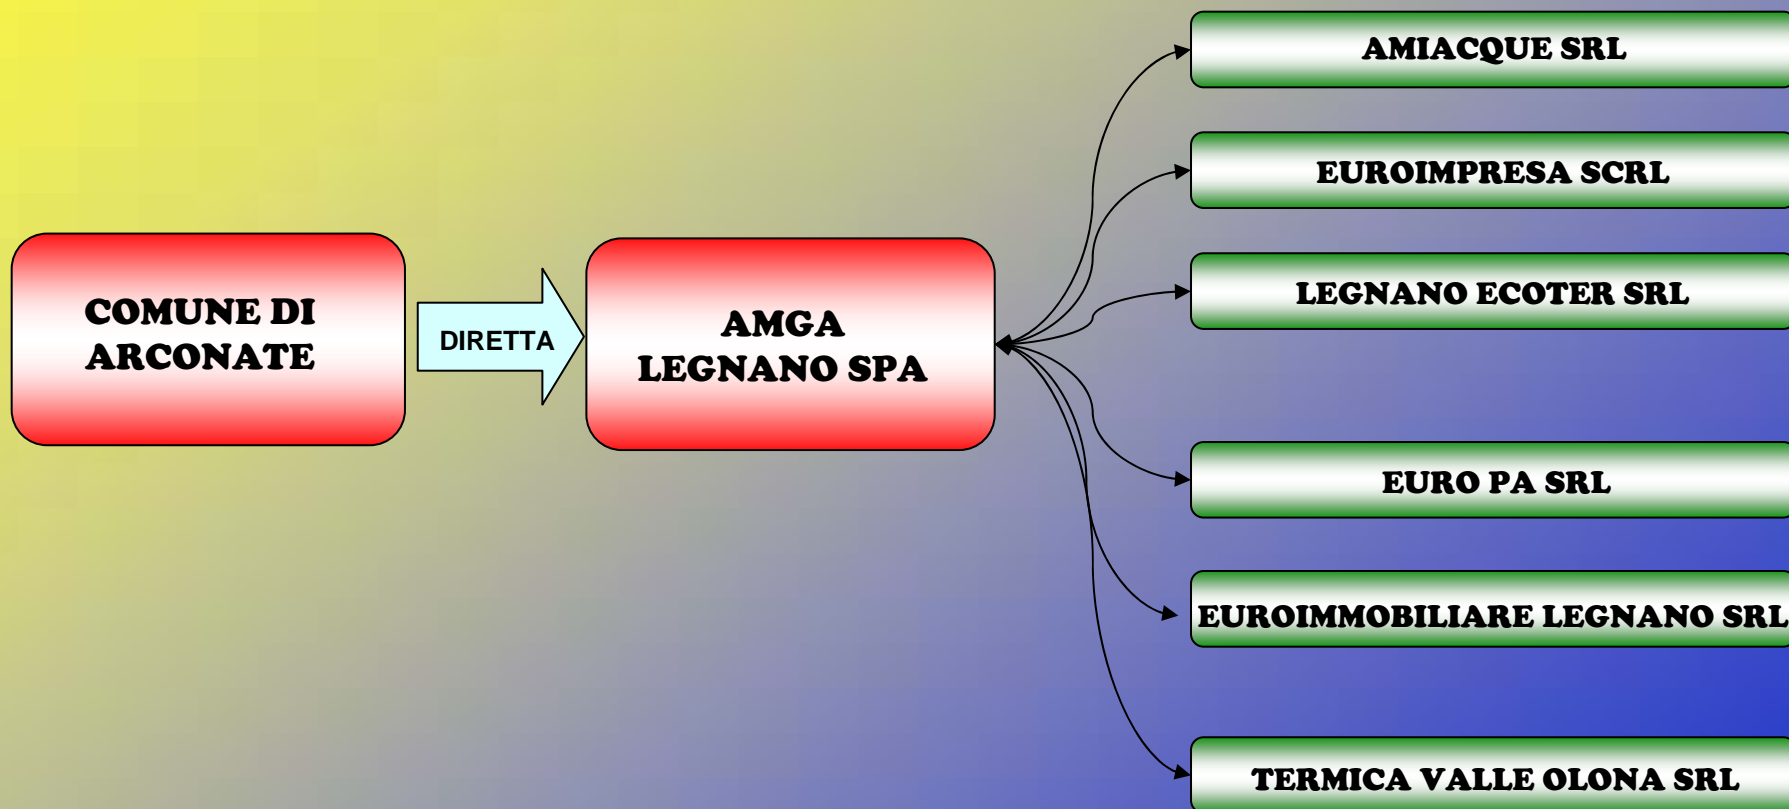 COMUNE DI
ARCONATE
DIRETTA
AMGA
LEGNANO SPA
AMIACQUE SRL
EUROIMPRESA SCRL
LEGNANO ECOTER SRL
EURO PA SRL
EUROIMMOBILIARE LEGNANO SRL
TERMICA VALLE OLONA SRL